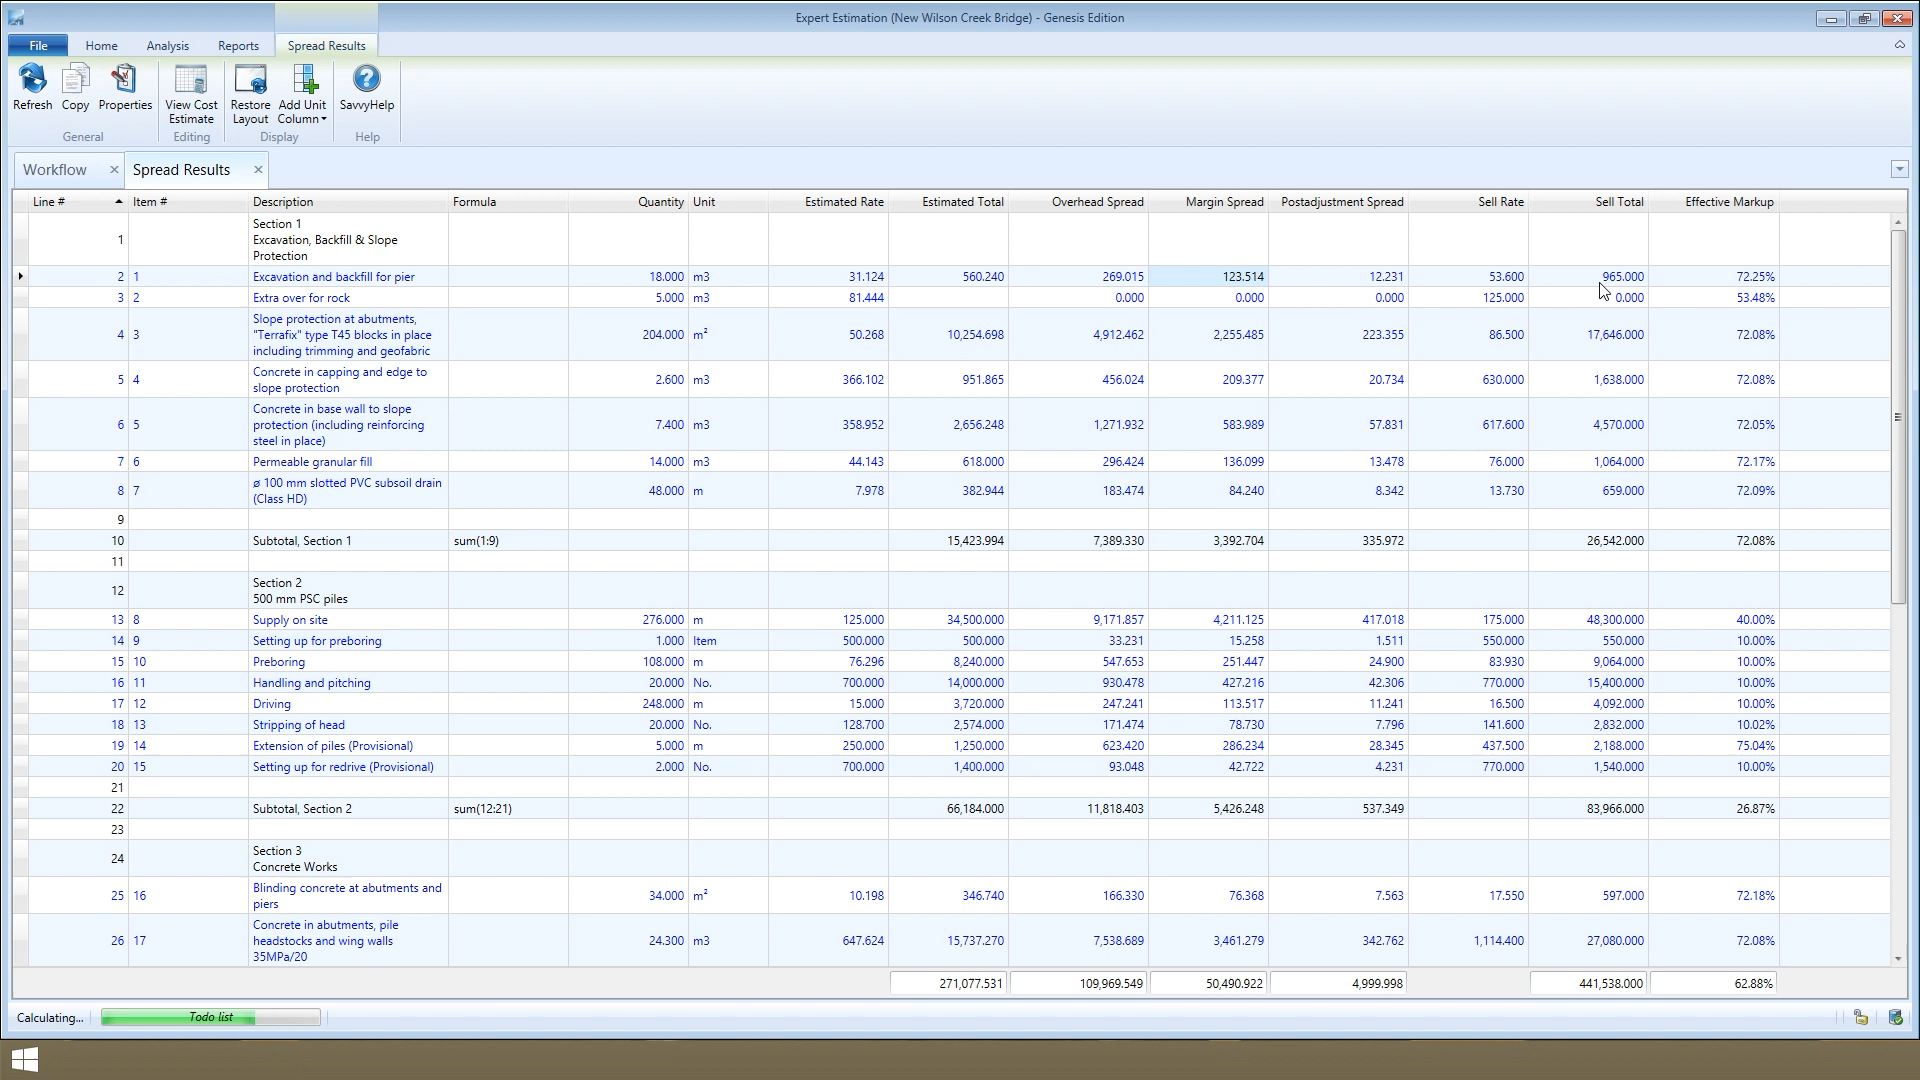 Expert Estimation (New Wilson Creek Bridge) - Genesis Edition
File Home Analysis Reports Spread Results
Refresh Copy Properties View Cost Estimate Restore Layout Add Unit Column SavvyHelp
General Editing Display Help
Workflow Spread Results
Line # Item # Description Formula Quantity Unit Estimated Rate Estimated Total Overhead Spread Margin Spread Postadjustment Spread Sell Rate Sell Total Effective Markup
1 Section 1
Excavation, Backfill & Slope
Protection
2 1 Excavation and backfill for pier 18.000 m3 31.124 560.240 269.015 123.514 12.231 53.600 965.000 72.25%
3 2 Extra over for rock 5.000 m3 81.444 0.000 0.000 0.000 125.000 0.000 53.48%
4 3 Slope protection at abutments,
"Terrafix" type T45 blocks in place
including trimming and geofabric 204.000 m² 50.268 10,254.698 4,912.462 2,255.485 223.355 86.500 17,646.000 72.08%
5 4 Concrete in capping and edge to
slope protection 2.600 m3 366.102 951.865 456.024 209.377 20.734 630.000 1,638.000 72.08%
6 5 Concrete in base wall to slope
protection (including reinforcing
steel in place) 7.400 m3 358.952 2,656.248 1,271.932 583.989 57.831 617.600 4,570.000 72.05%
7 6 Permeable granular fill 14.000 m3 44.143 618.000 296.424 136.099 13.478 76.000 1,064.000 72.17%
8 7 ø 100 mm slotted PVC subsoil drain
(Class HD) 48.000 m 7.978 382.944 183.474 84.240 8.342 13.730 659.000 72.09%
9
10 Subtotal, Section 1 sum(1:9) 15,423.994 7,389.330 3,392.704 335.972 26,542.000 72.08%
11
12 Section 2
500 mm PSC piles
13 8 Supply on site 276.000 m 125.000 34,500.000 9,171.857 4,211.125 417.018 175.000 48,300.000 40.00%
14 9 Setting up for preboring 1.000 Item 500.000 500.000 33.231 15.258 1.511 550.000 550.000 10.00%
15 10 Preboring 108.000 m 76.296 8,240.000 547.653 251.447 24.900 83.930 9,064.000 10.00%
16 11 Handling and pitching 20.000 No. 700.000 14,000.000 930.478 427.216 42.306 770.000 15,400.000 10.00%
17 12 Driving 248.000 m 15.000 3,720.000 247.241 113.517 11.241 16.500 4,092.000 10.00%
18 13 Stripping of head 20.000 No. 128.700 2,574.000 171.474 78.730 7.796 141.600 2,832.000 10.02%
19 14 Extension of piles (Provisional) 5.000 m 250.000 1,250.000 623.420 286.234 28.345 437.500 2,188.000 75.04%
20 15 Setting up for redrive (Provisional) 2.000 No. 700.000 1,400.000 93.048 42.722 4.231 770.000 1,540.000 10.00%
21
22 Subtotal, Section 2 sum(12:21) 66,184.000 11,818.403 5,426.248 537.349 83,966.000 26.87%
23
24 Section 3
Concrete Works
25 16 Blinding concrete at abutments and
piers 34.000 m² 10.198 346.740 166.330 76.368 7.563 17.550 597.000 72.18%
26 17 Concrete in abutments, pile
headstocks and wing walls
35MPa/20 24.300 m3 647.624 15,737.270 7,538.689 3,461.279 342.762 1,114.400 27,080.000 72.08%
271,077.531 109,969.549 50,490.922 4,999.998 441,538.000 62.88%
Calculating... Todo list